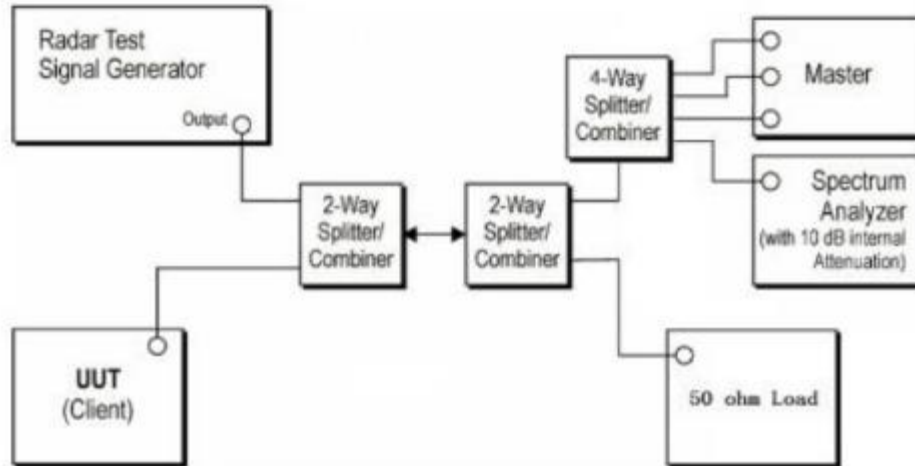 Radar Test
Signal Generator
Output
4-Way
Splitter/
Combiner
Master
Spectrum
Analyzer
(with 10 dB internal
Attenuation)
2-Way
Splitter/
Combiner
2-Way
Splitter/
Combiner
UUT
(Client)
50 ohm Load